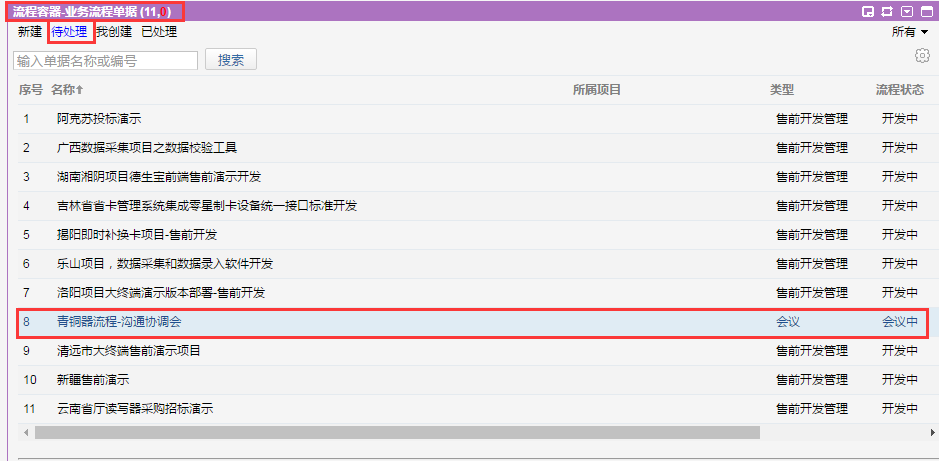 流程容器-业务流程单据 (11,0)
新建 待处理 我创建 已处理 所有
输入单据名称或编号 搜索
序号 名称↑ 所属项目 类型 流程状态
1 阿克苏投标演示 售前开发管理 开发中
2 广西数据采集项目之数据校验工具 售前开发管理 开发中
3 湖南湘阴项目德生宝前端售前演示开发 售前开发管理 开发中
4 吉林省省卡管理系统集成零星制卡设备统一接口标准开发 售前开发管理 开发中
5 揭阳即时补换卡项目-售前开发 售前开发管理 开发中
6 乐山项目，数据采集和数据录入软件开发 售前开发管理 开发中
7 洛阳项目大终端演示版本部署-售前开发 售前开发管理 开发中
8 青铜器流程-沟通协调会 会议 会议中
9 清远市大终端售前演示项目 售前开发管理 开发中
10 新疆售前演示 售前开发管理 开发中
11 云南省厅读写器采购招标演示 售前开发管理 开发中